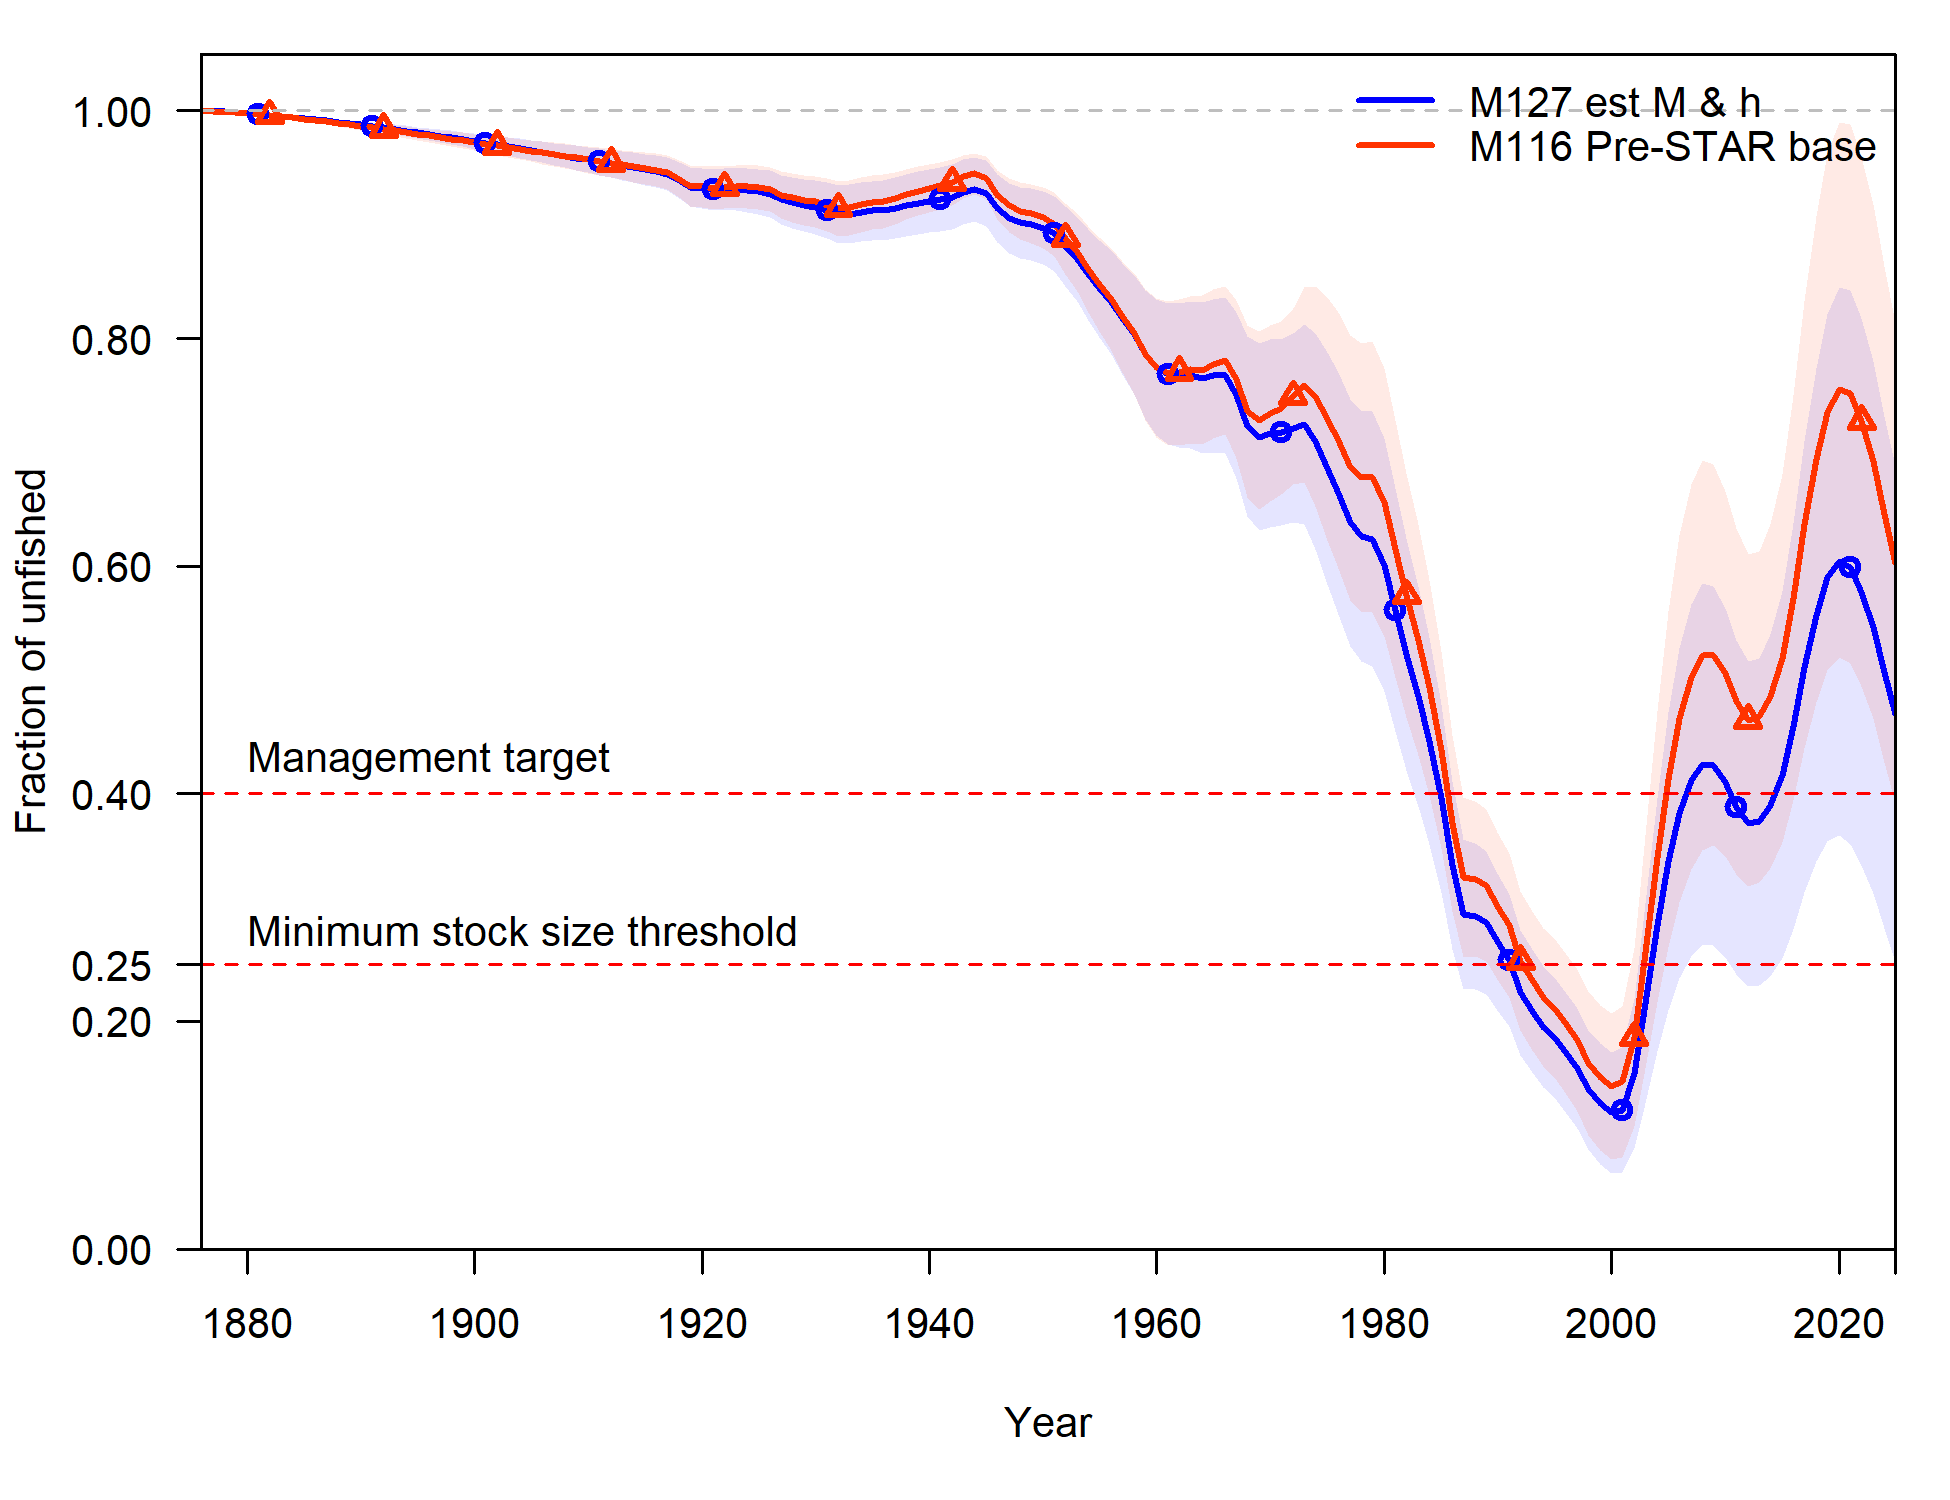 M127 est M & h
M116 Pre-STAR base
1.00
0.80
0.60
0.40
0.25
0.20
0.00
Fraction of unfished
Management target
Minimum stock size threshold
1880 1900 1920 1940 1960 1980 2000 2020
Year